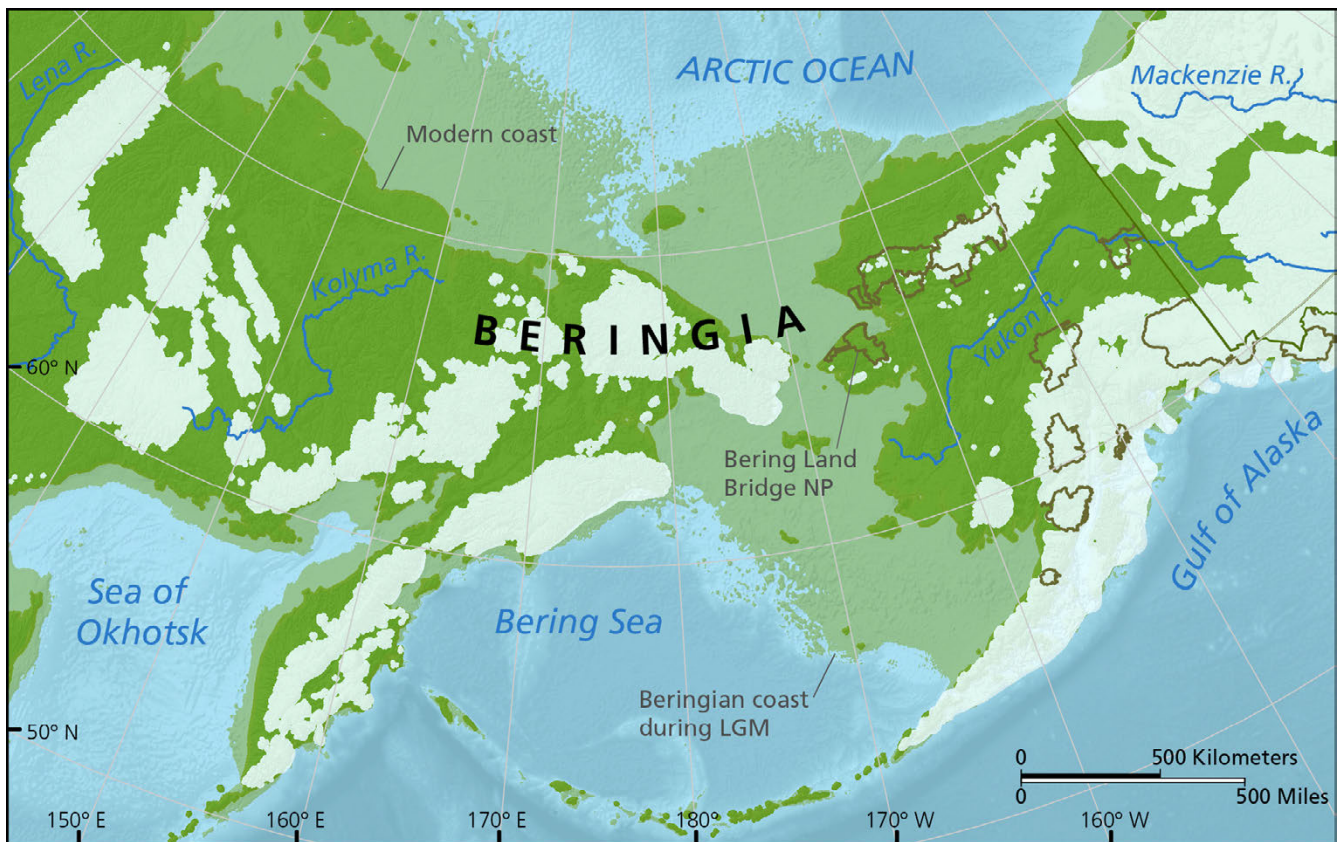 Lena R.
ARCTIC OCEAN
Mackenzie R.
Modern coast
Kolyma R.
BERINGIA
Yukon R.
60° N
Bering Land
Bridge NP
Gulf of Alaska
Sea of
Okhotsk
Bering Sea
Beringian coast
during LGM
50° N
0 500 Kilometers
0 500 Miles
150° E 160° E 170° E 180° 170° W 160° W